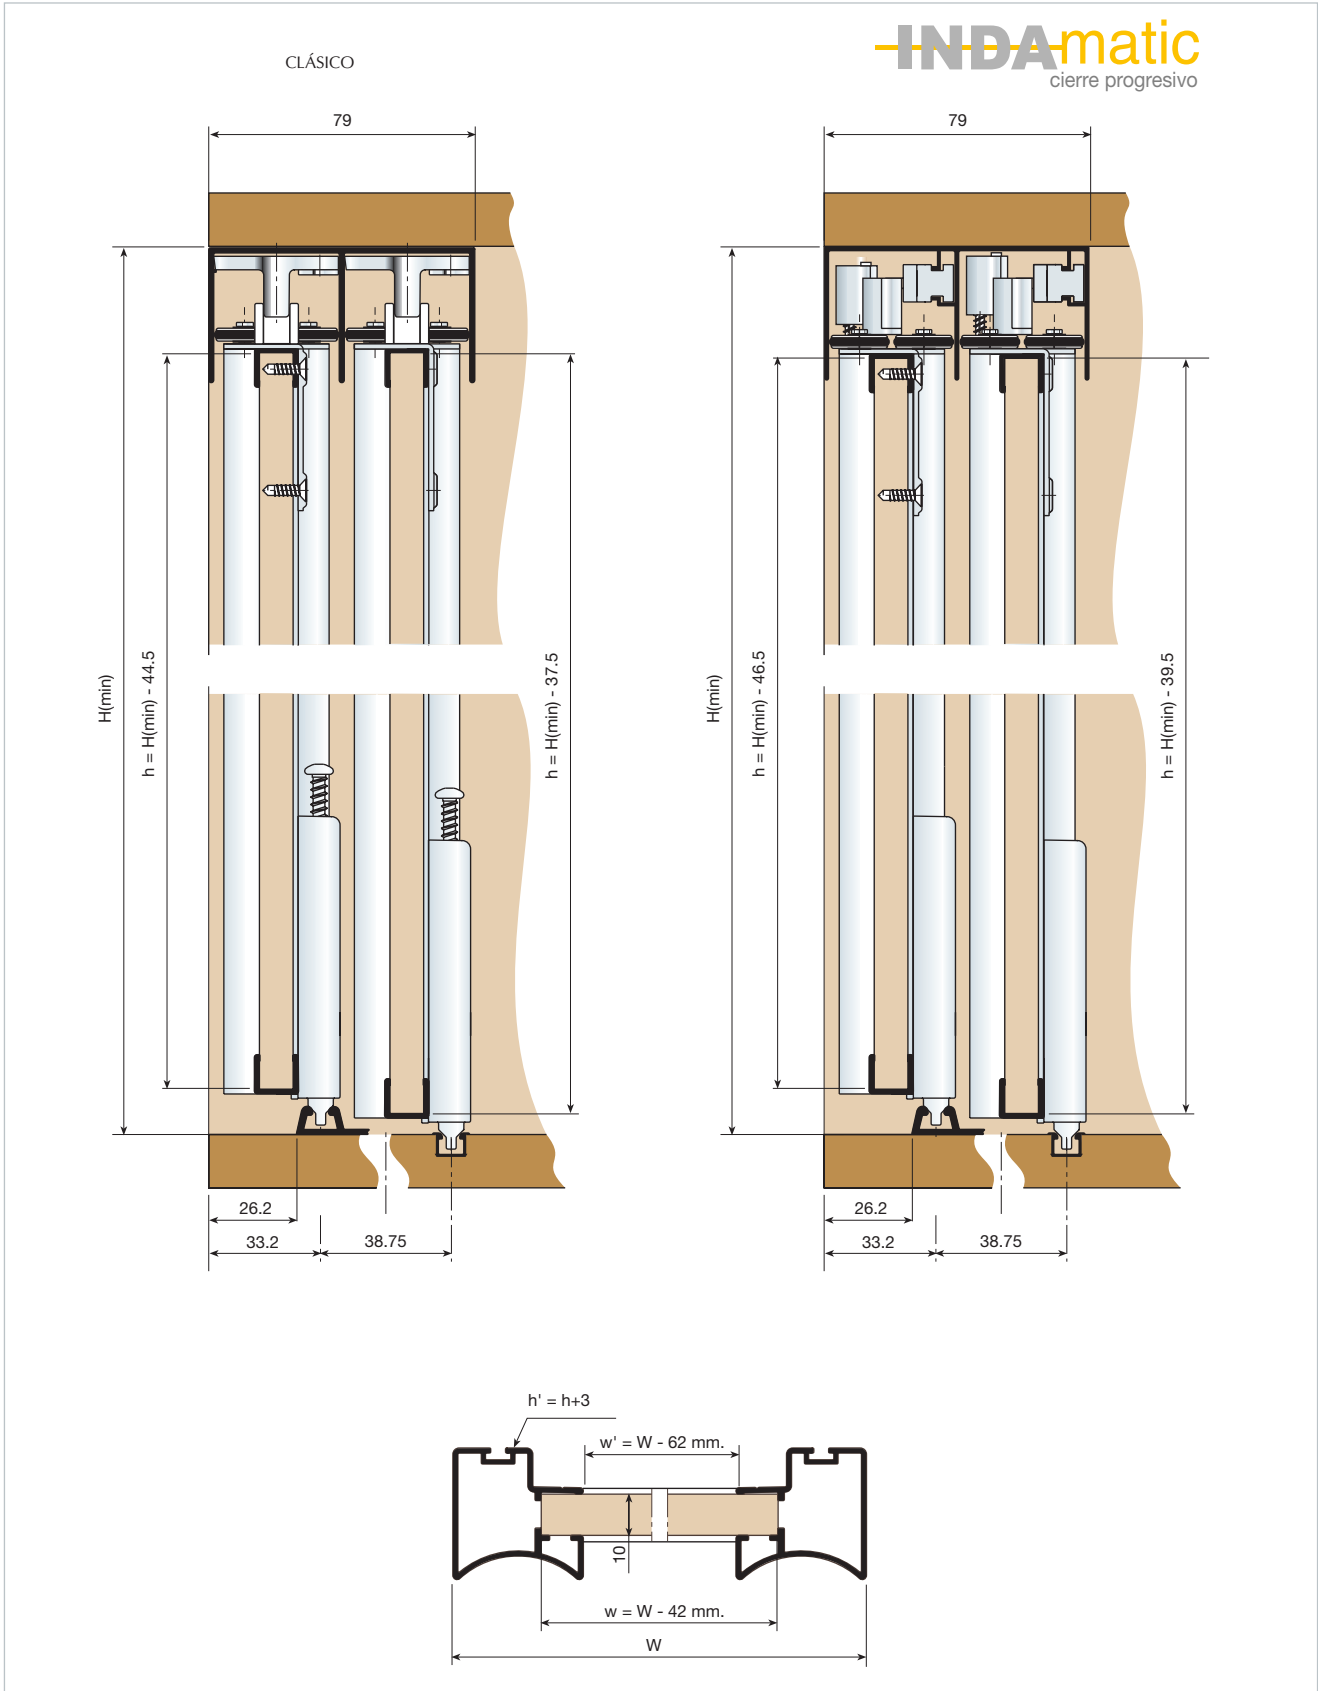 CLÁSICO
INDAmatic
cierre progresivo
79
79
H(min)
h = H(min) - 44.5
h = H(min) - 37.5
H(min)
h = H(min) - 46.5
h = H(min) - 39.5
26.2
33.2
38.75
26.2
33.2
38.75
h' = h+3
w' = W - 62 mm.
10
w = W - 42 mm.
W